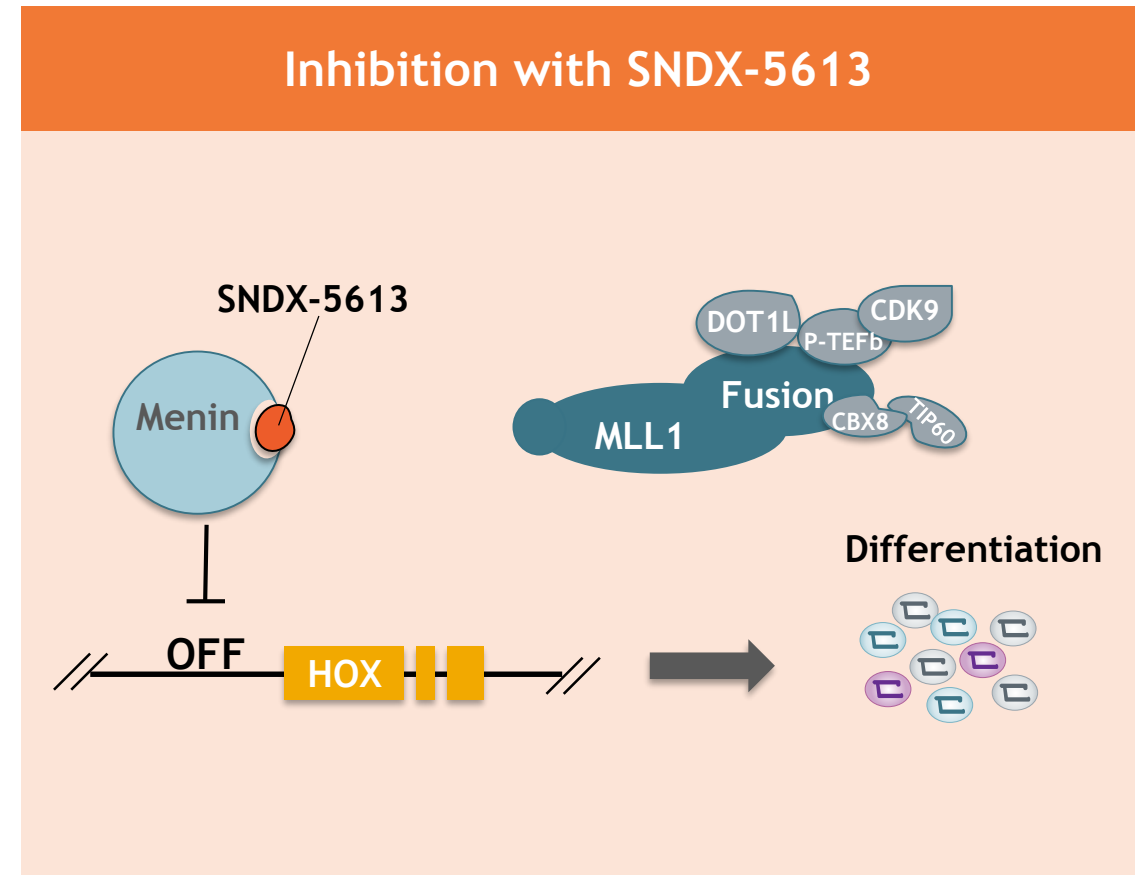 Inhibition with SNDX-5613
SNDX-5613
Menin
DOT1L
P-TEFb
CDK9
Fusion
MLL1
CBX8
TIP60
Differentiation
OFF
HOX